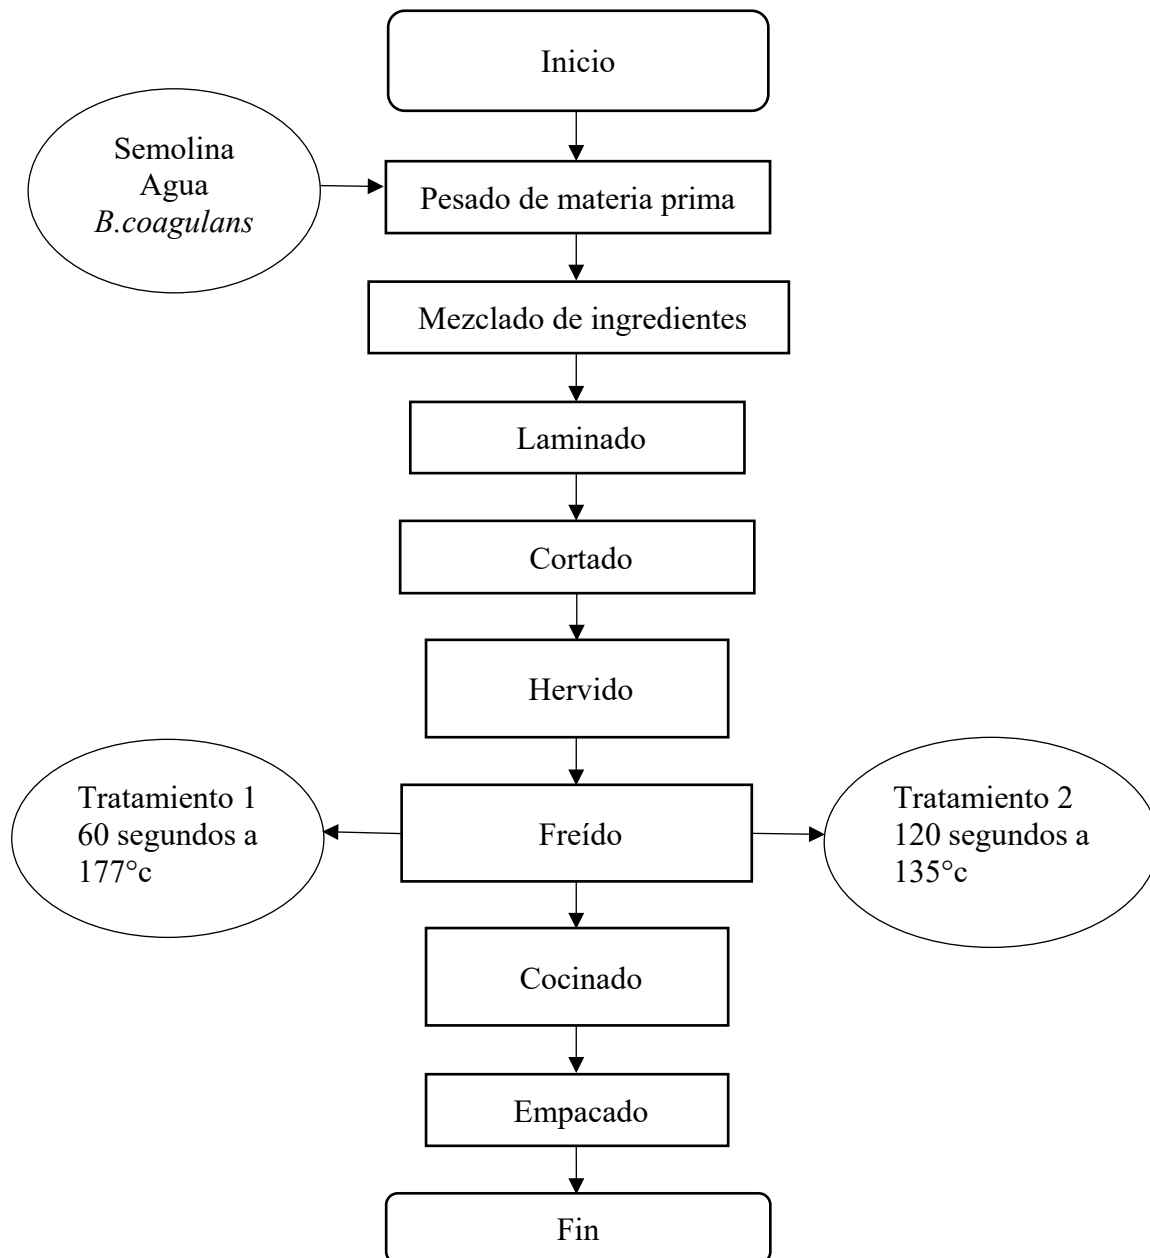 Inicio
Semolina
Agua
B.coagulans
Pesado de materia prima
Mezclado de ingredientes
Laminado
Cortado
Hervido
Tratamiento 1
60 segundos a
177°c
Freído
Tratamiento 2
120 segundos a
135°c
Cocinado
Empacado
Fin